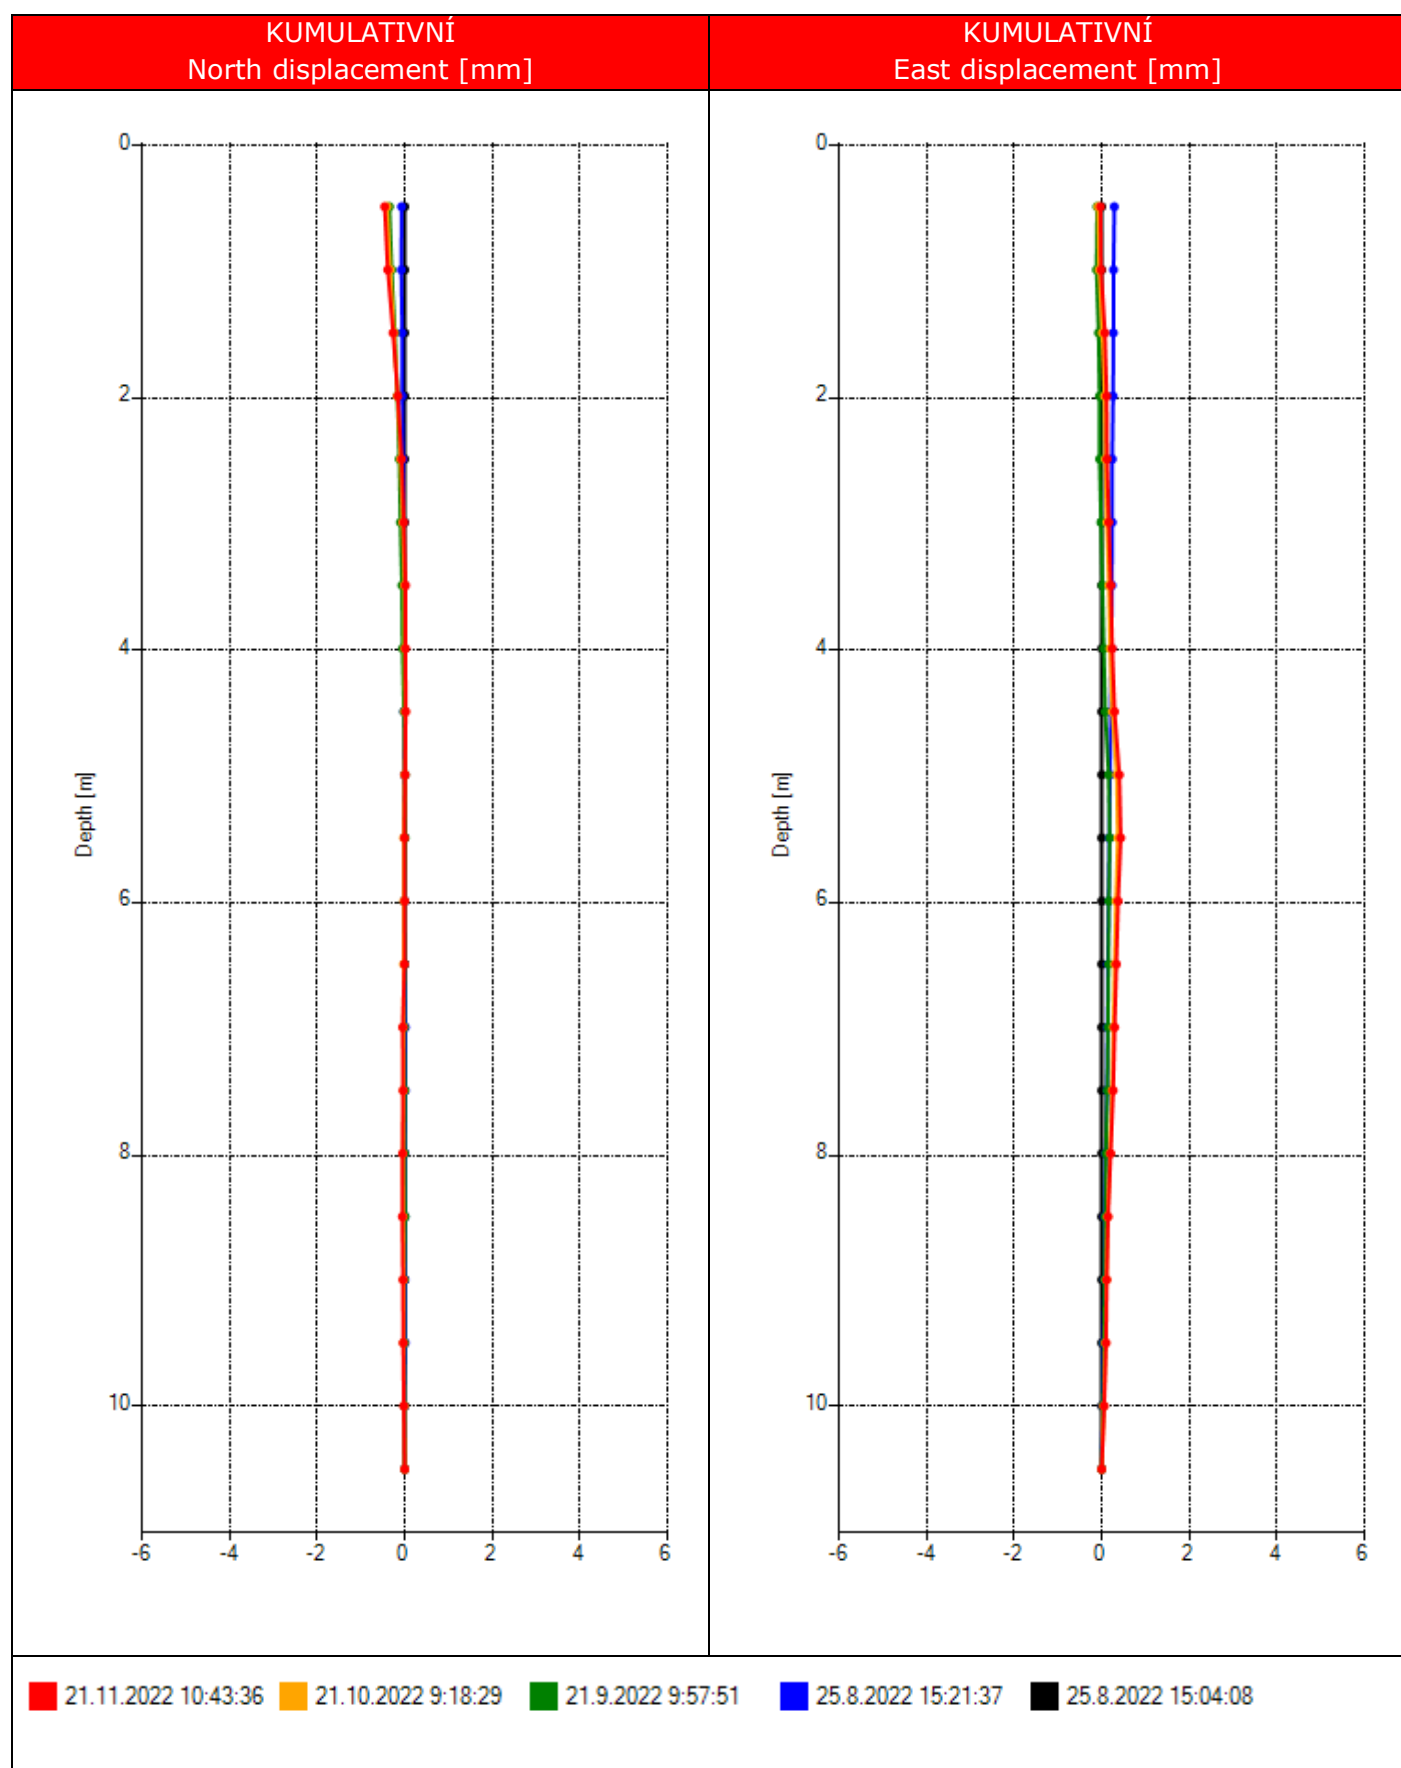 KUMULATIVNÍ
North displacement [mm]
KUMULATIVNÍ
East displacement [mm]
0
2
4
6
8
10
Depth [m]
-6 -4 -2 0 2 4 6
0
2
4
6
8
10
Depth [m]
-6 -4 -2 0 2 4 6
21.11.2022 10:43:36 21.10.2022 9:18:29 21.9.2022 9:57:51 25.8.2022 15:21:37 25.8.2022 15:04:08